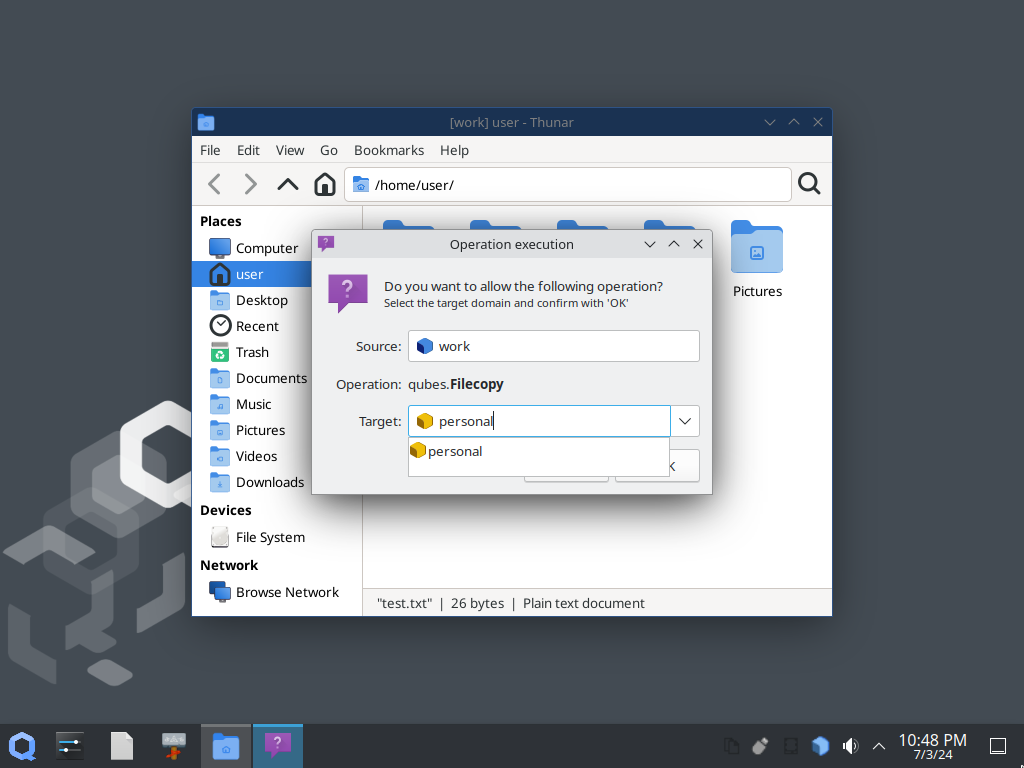 [work] user - Thunar
File Edit View Go Bookmarks Help
/home/user/
Places
Computer
user
Desktop
Recent
Trash
Documents
Music
Pictures
Videos
Downloads
Devices
File System
Network
Browse Network
Pictures
Operation execution
Do you want to allow the following operation?
Select the target domain and confirm with 'OK'
Source: work
Operation: qubes.Filecopy
Target: personal
personal
"test.txt" | 26 bytes | Plain text document
10:48 PM
7/3/24